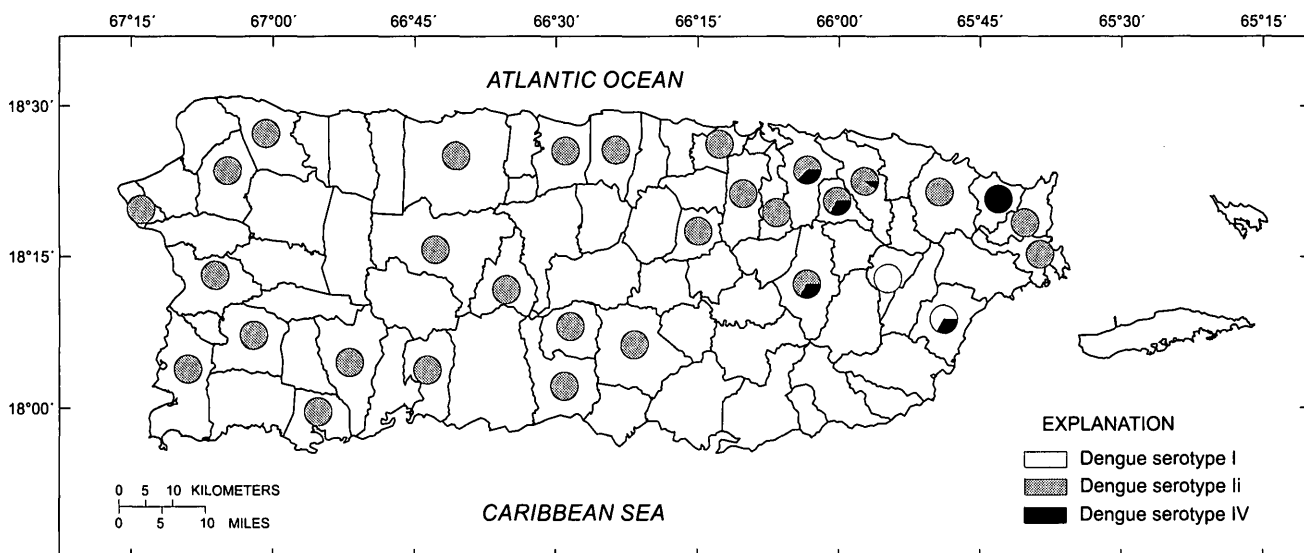 67°15′ 67°00′ 66°45′ 66°30′ 66°15′ 66°00′ 65°45′ 65°30′ 65°15′
ATLANTIC OCEAN
18°30′
18°15′
18°00′
EXPLANATION
Dengue serotype I
Dengue serotype Ii
Dengue serotype IV
0 5 10 KILOMETERS
0 5 10 MILES
CARIBBEAN SEA